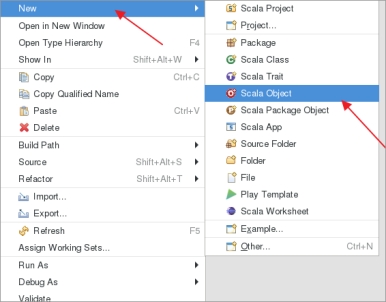 New
Open in New Window
Open Type Hierarchy F4
Show In Shift+Alt+W
Copy Ctrl+C
Copy Qualified Name
Paste Ctrl+V
Delete
Build Path
Source Shift+Alt+S
Refactor Shift+Alt+T
Import...
Export...
Refresh F5
Assign Working Sets...
Run As
Debug As
Validate
Scala Project
Project...
Package
Scala Class
Scala Trait
Scala Object
Scala Package Object
Scala App
Source Folder
Folder
File
Play Template
Scala Worksheet
Example...
Other... Ctrl+N